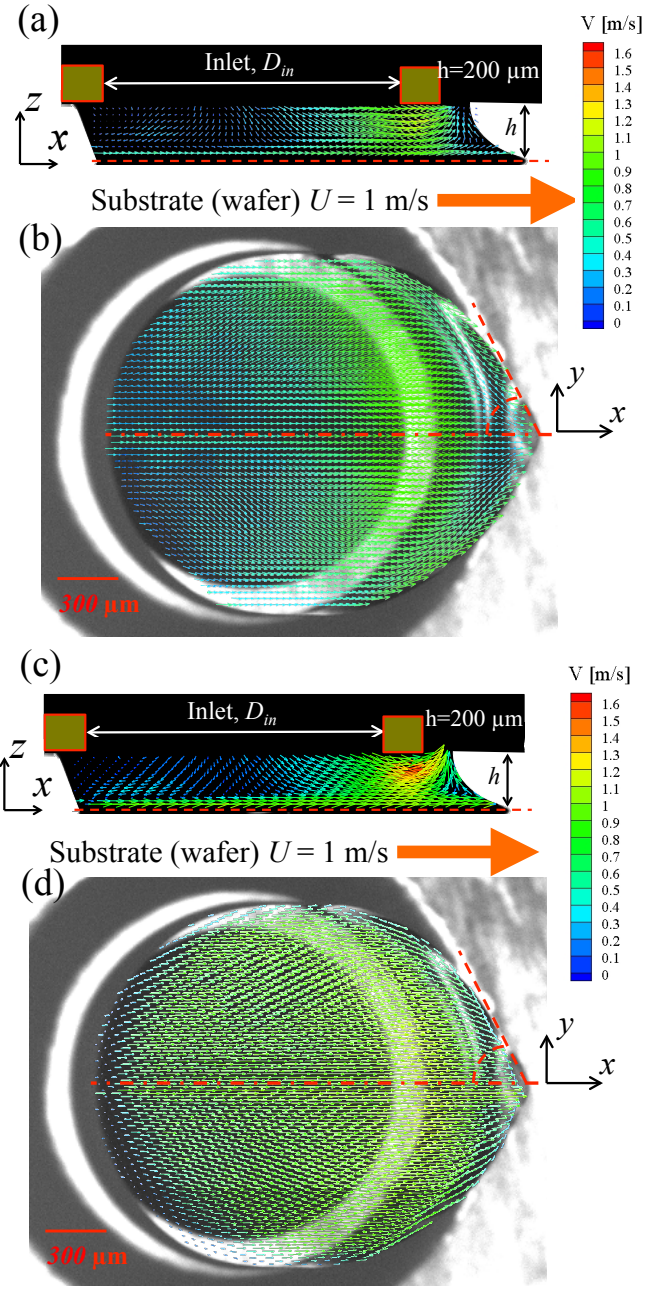 (a)
V [m/s]
Inlet, D_in
h=200 μm
z
x
h
1.6
1.5
1.4
1.3
1.2
1.1
1
0.9
0.8
0.7
0.6
0.5
0.4
0.3
0.2
0.1
0
Substrate (wafer) U = 1 m/s
(b)
y
x
300 μm
(c)
V [m/s]
Inlet, D_in
h=200 μm
z
x
h
1.6
1.5
1.4
1.3
1.2
1.1
1
0.9
0.8
0.7
0.6
0.5
0.4
0.3
0.2
0.1
0
Substrate (wafer) U = 1 m/s
(d)
y
x
300 μm